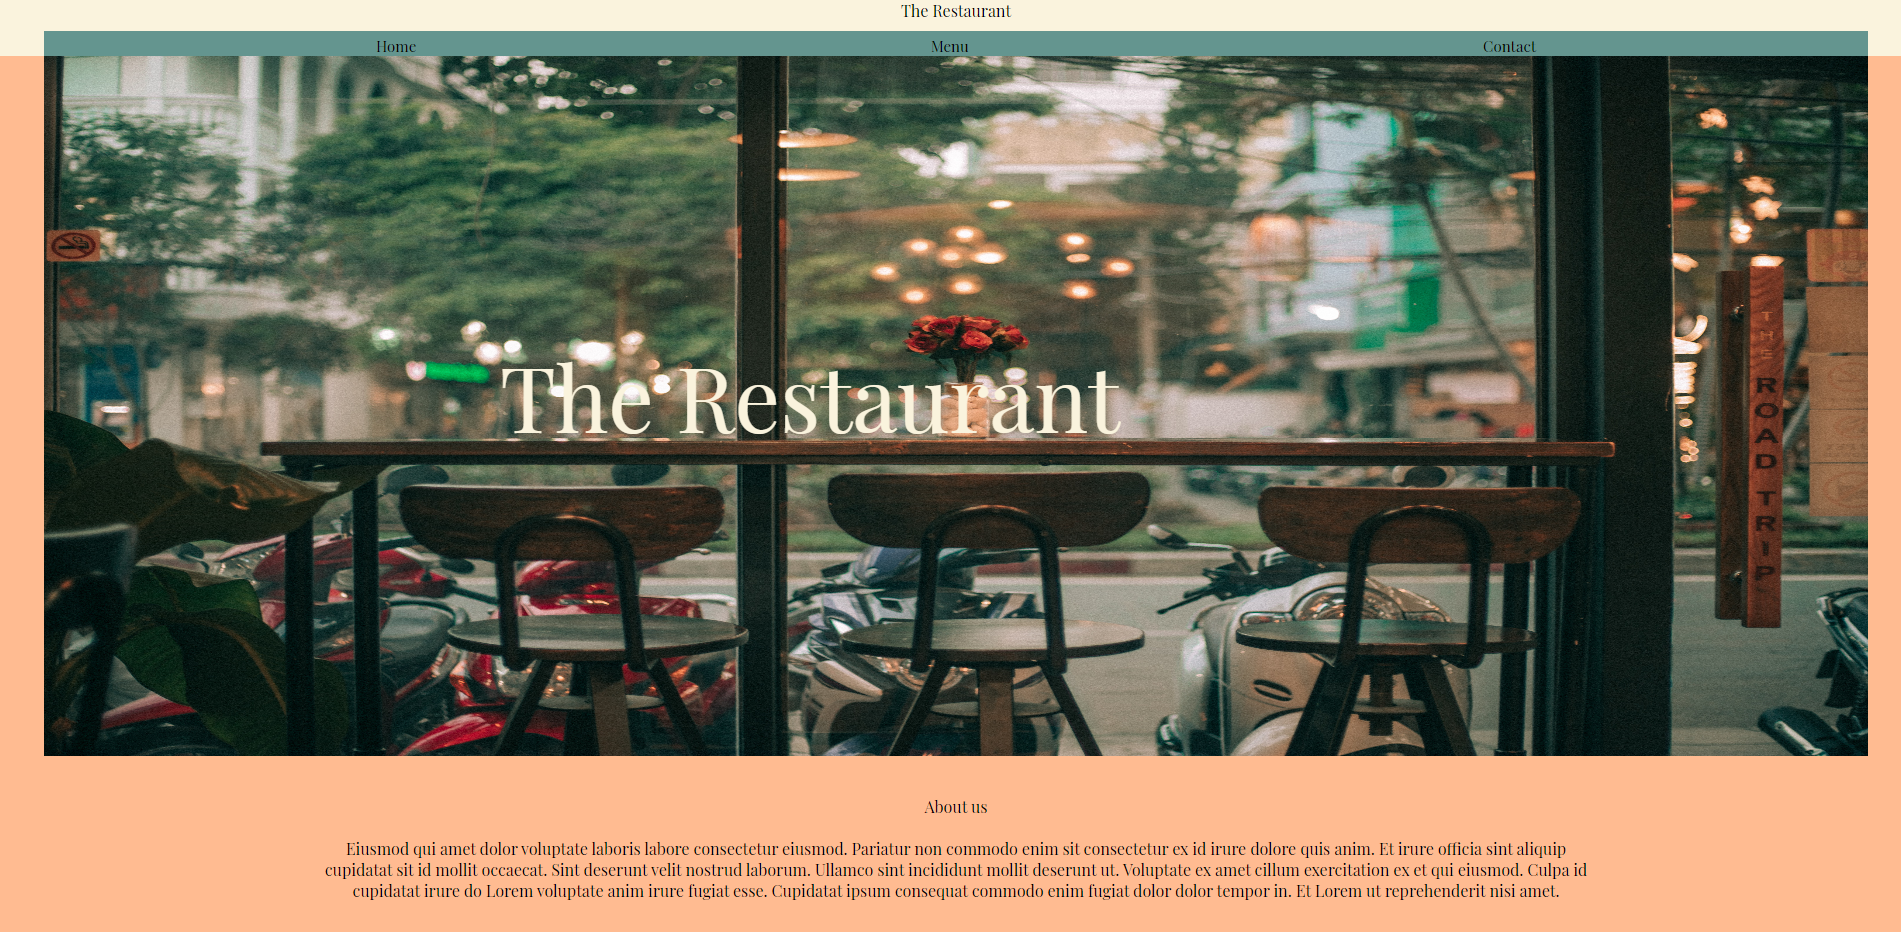 The Restaurant
Home
Menu
Contact
The Restaurant
THE ROAD TRIP
About us
Eiusmod qui amet dolor voluptate laboris labore consectetur eiusmod. Pariatur non commodo enim sit consectetur ex id irure dolore quis anim. Et irure officia sint aliquip
cupidatat sit id mollit occaecat. Sint deserunt velit nostrud laborum. Ullamco sint incididunt mollit deserunt ut. Voluptate ex amet cillum exercitation ex et qui eiusmod. Culpa id
cupidatat irure do Lorem voluptate anim irure fugiat esse. Cupidatat ipsum consequat commodo enim fugiat dolor dolor tempor in. Et Lorem ut reprehenderit nisi amet.